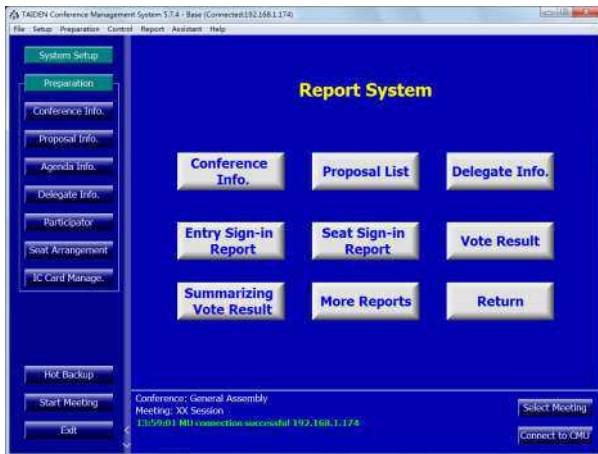 TAIDEN Conference Management System 5.7.4 - Base (Connected:192.168.1.174)
File Setup Preparation Control Report Assistant Help
System Setup
Preparation
Conference Info.
Proposal Info.
Agenda Info.
Delegate Info.
Participator
Seat Arrangement
IC Card Manage.
Hot Backup
Start Meeting
Exit
Report System
Conference
Info.
Proposal List
Delegate Info.
Entry Sign-in
Report
Seat Sign-in
Report
Vote Result
Summarizing
Vote Result
More Reports
Return
Conference: General Assembly
Meeting: XX Session
13:59:01 MU connection successful 192.168.1.174
Select Meeting
Connect to CMU